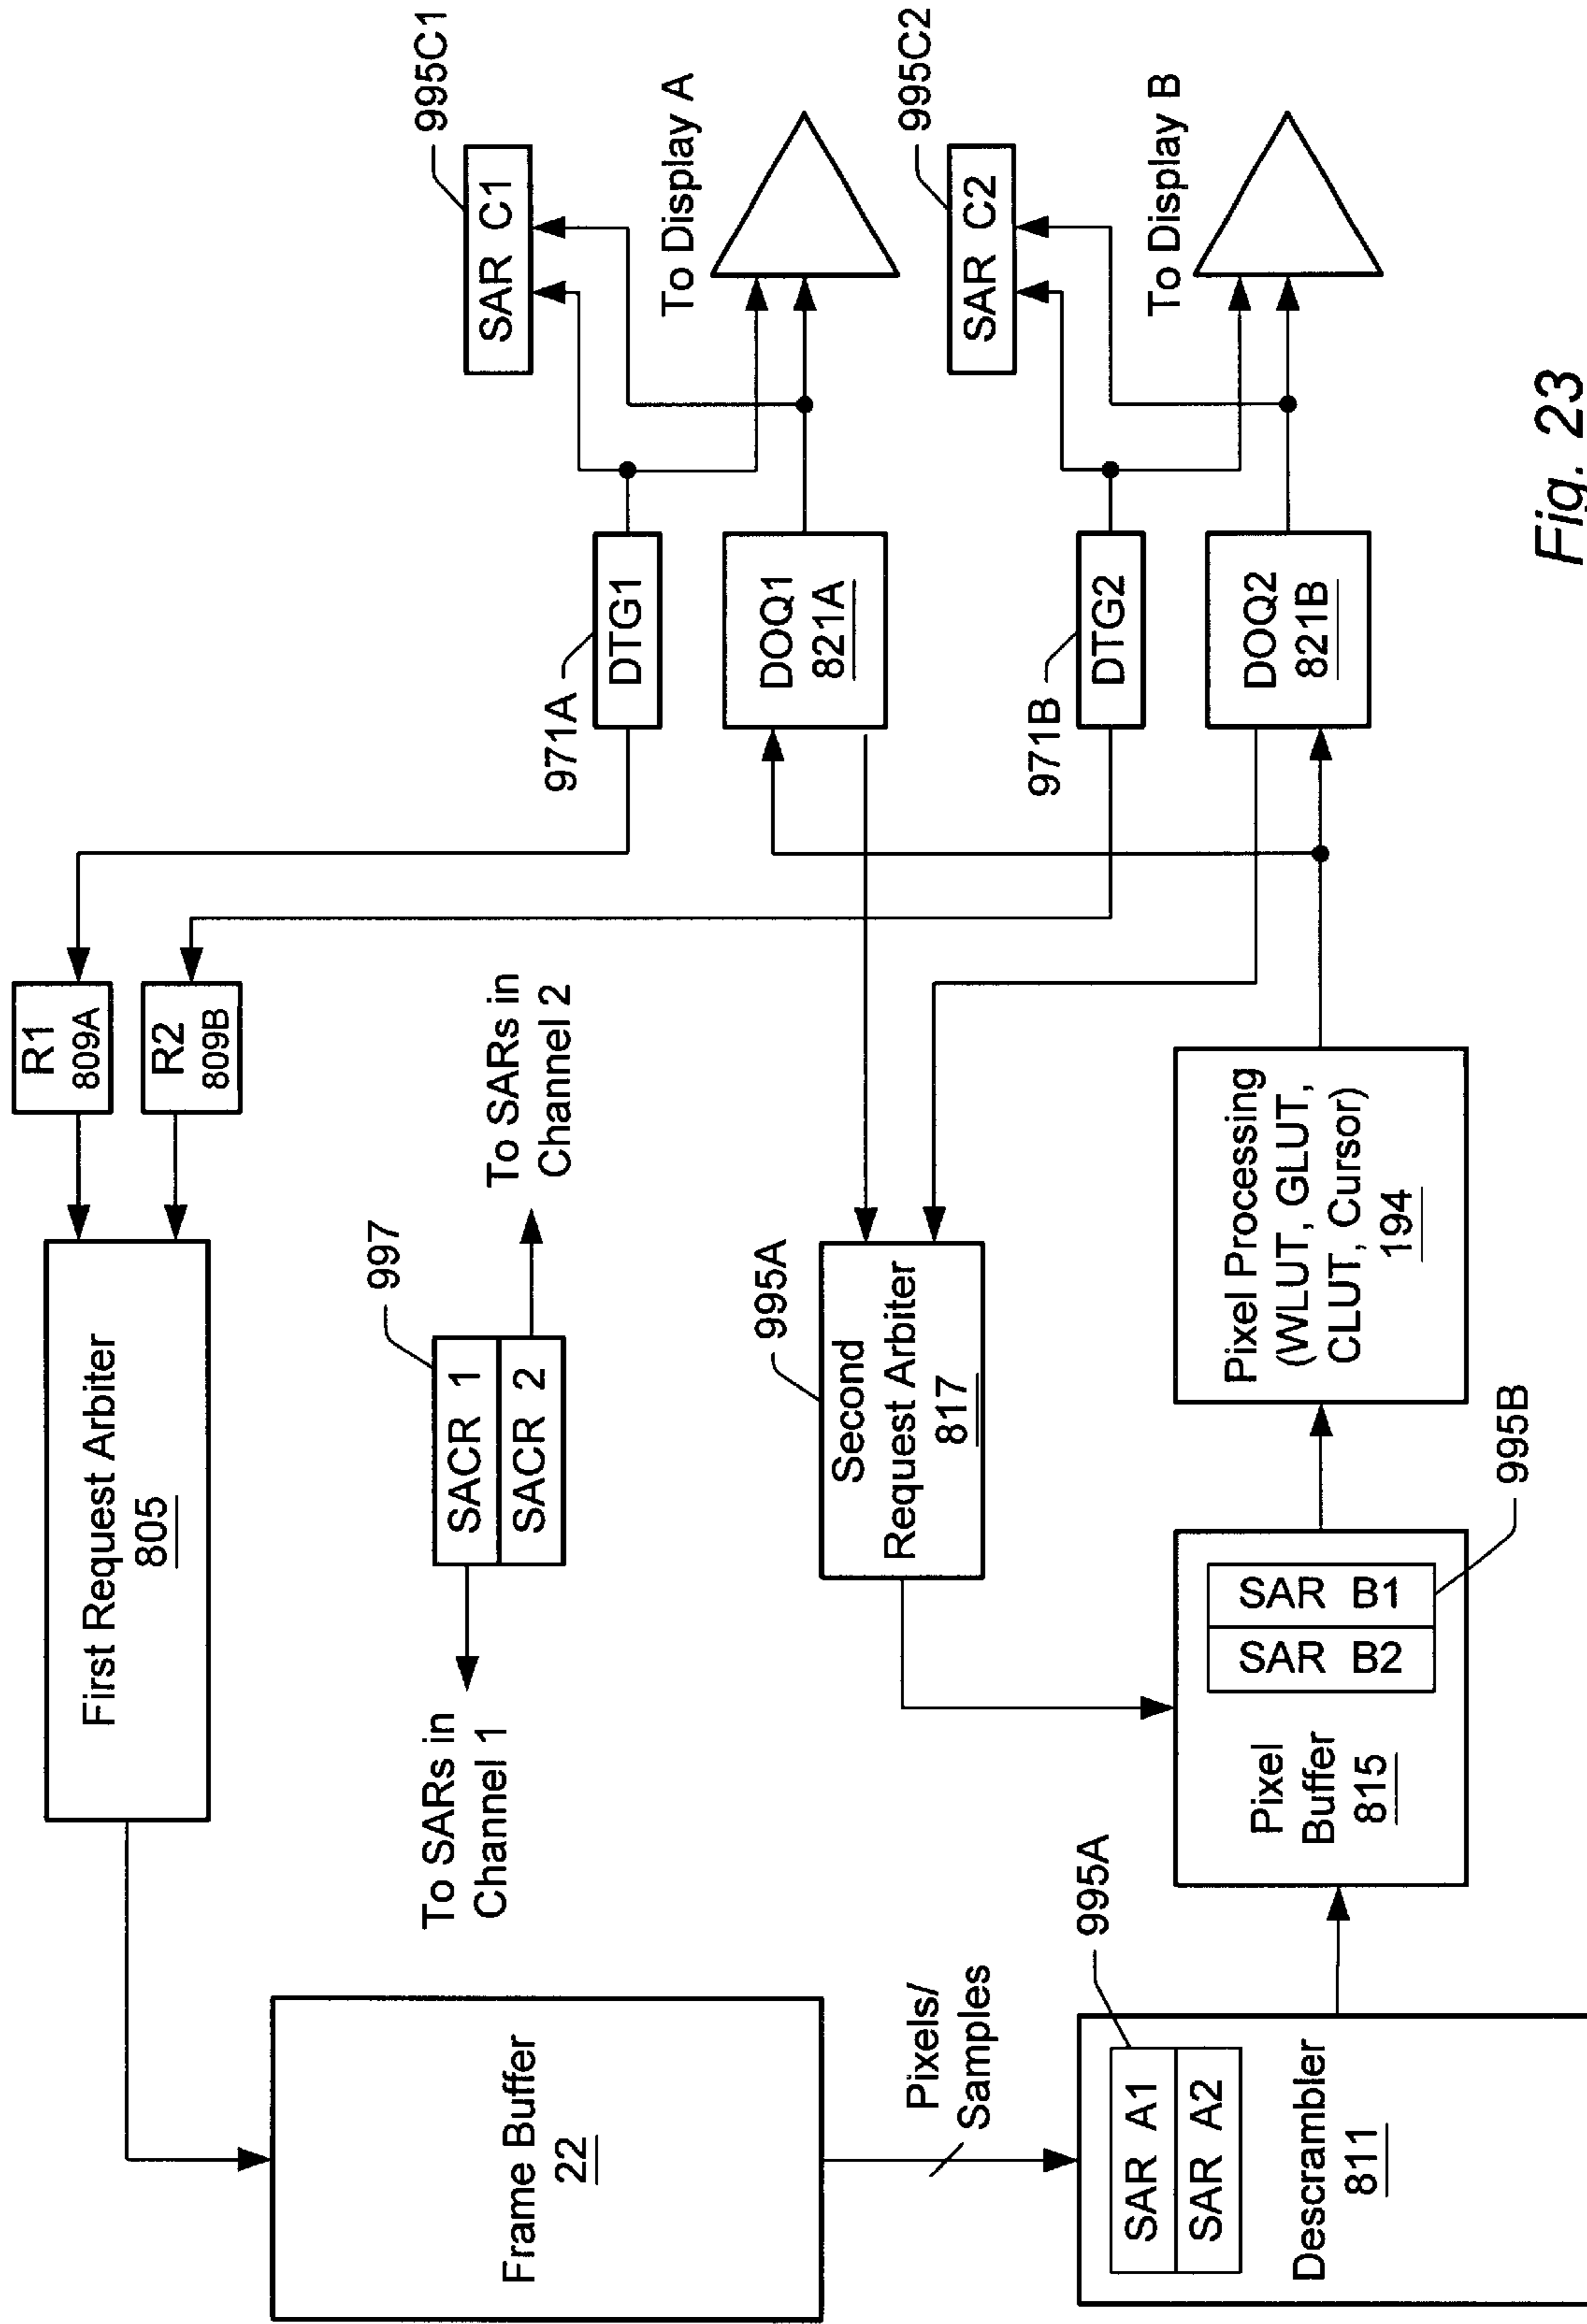 First Request Arbiter
805
R1
809A
R2
809B
Frame Buffer
22
To SARs in
Channel 1
SACR 1
SACR 2
997
To SARs in
Channel 2
971A
DTG1
SAR C1
995C1
To Display A
DOQ1
821A
Second
Request Arbiter
817
995A
971B
DTG2
SAR C2
995C2
To Display B
DOQ2
821B
Pixels/
Samples
995A
SAR A1
SAR A2
Descrambler
811
Pixel
Buffer
815
SAR B2
SAR B1
995B
Pixel Processing
(WLUT, GLUT,
CLUT, Cursor)
194
Fig. 23